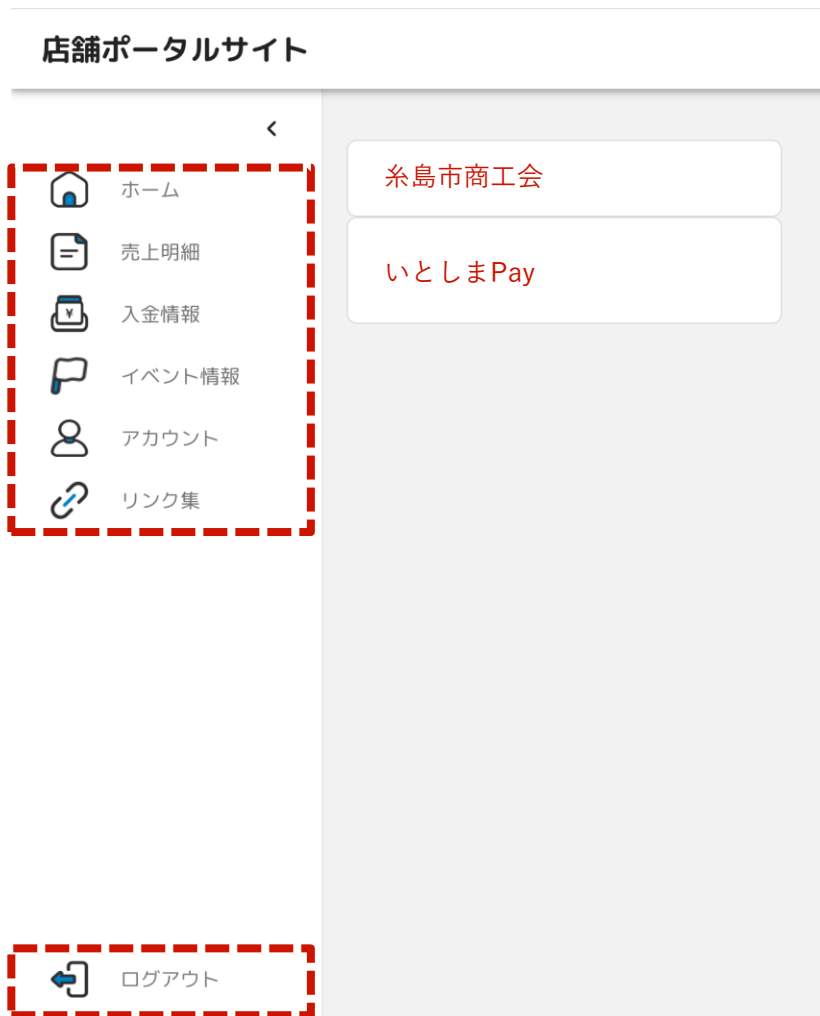 店舗ポータルサイト
ホーム
売上明細
入金情報
イベント情報
アカウント
リンク集
ログアウト
糸島市商工会
いとしまPay